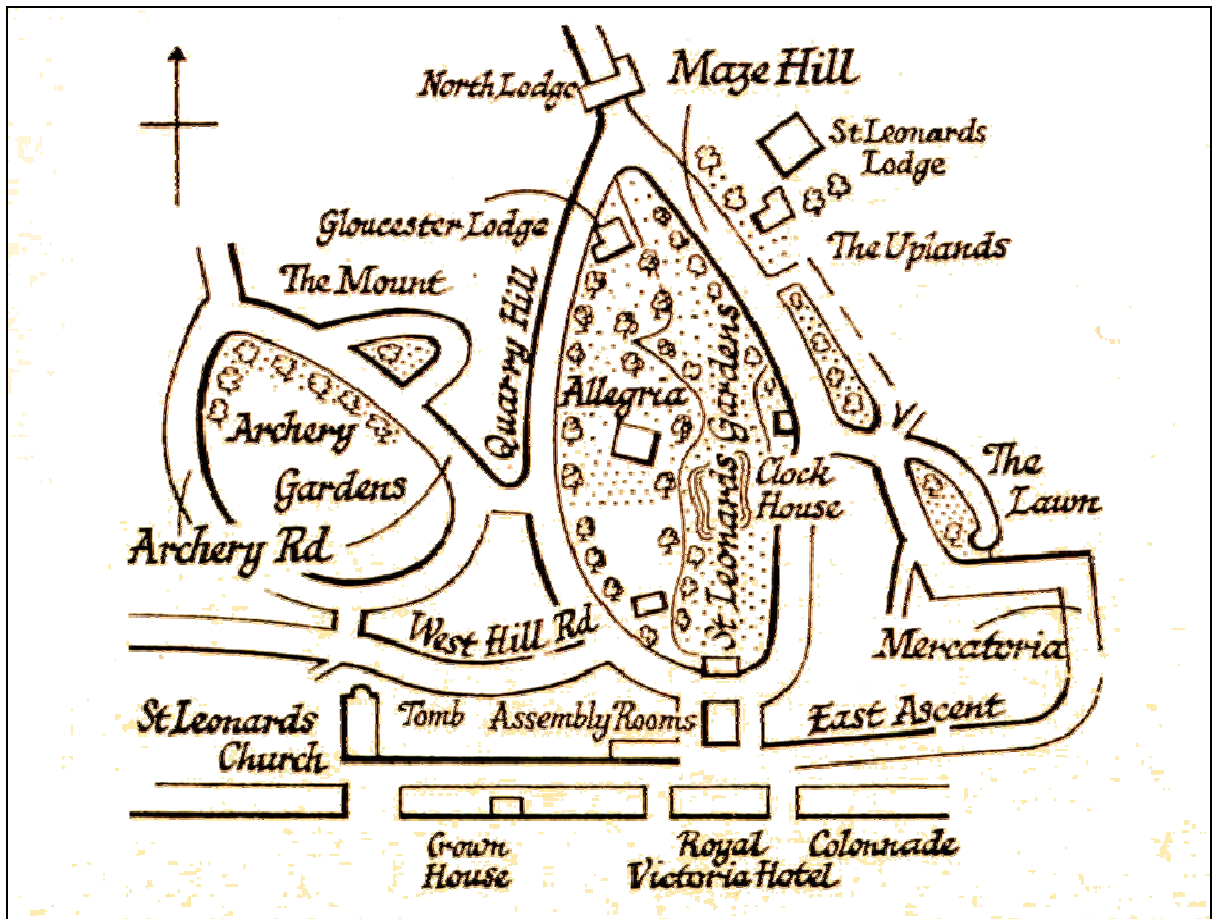 North Lodge
Maze Hill
St Leonards
Lodge
Gloucester Lodge
The Uplands
The Mount
Quarry Hill
St Leonards Gardens
Allegria
Archery
Gardens
Clock
House
The
Lawn
Archery Rd
West Hill Rd
Mercatoria
St Leonards
Church
Tomb
Assembly Rooms
East Ascent
Crown
House
Royal
Victoria Hotel
Colonnade